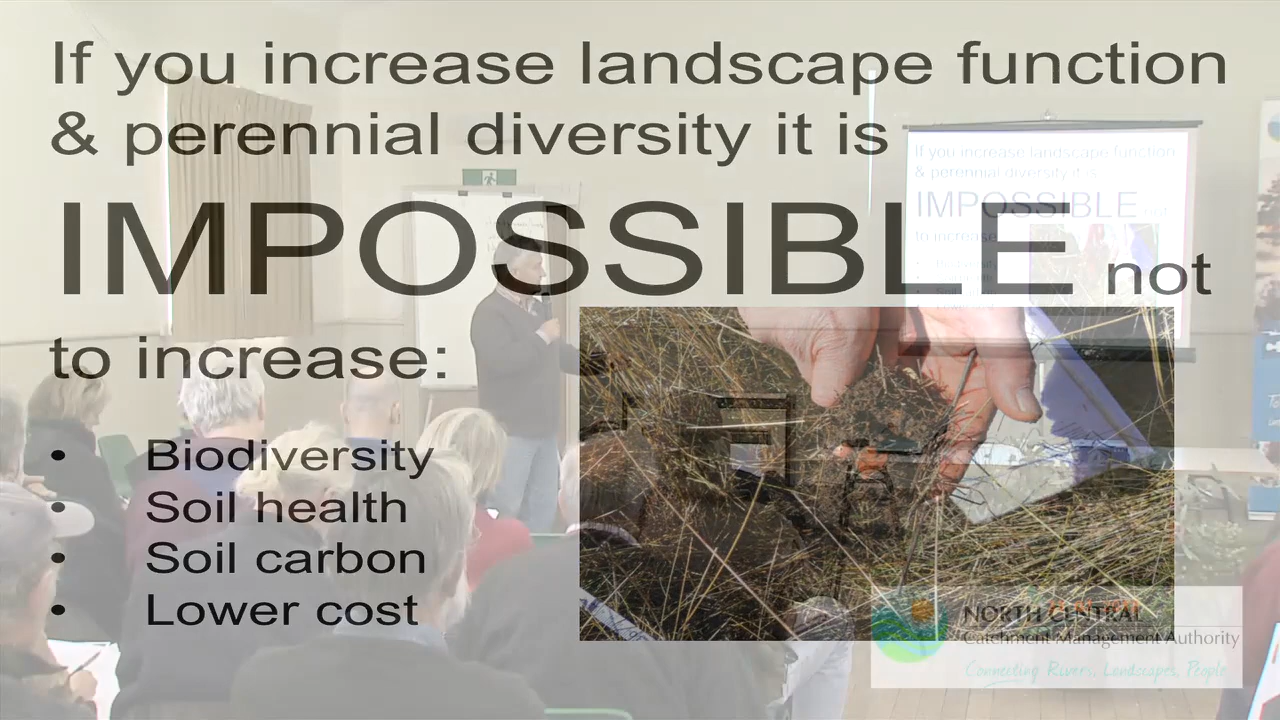 If you increase landscape function
& perennial diversity it is
IMPOSSIBLE not
to increase:
• Biodiversity
• Soil health
• Soil carbon
• Lower cost
If you increase landscape function
& perennial diversity it is
IMPOSSIBLE not
to increase
NORTH CENTRAL
Catchment Management Authority
Connecting Rivers, Landscapes, People